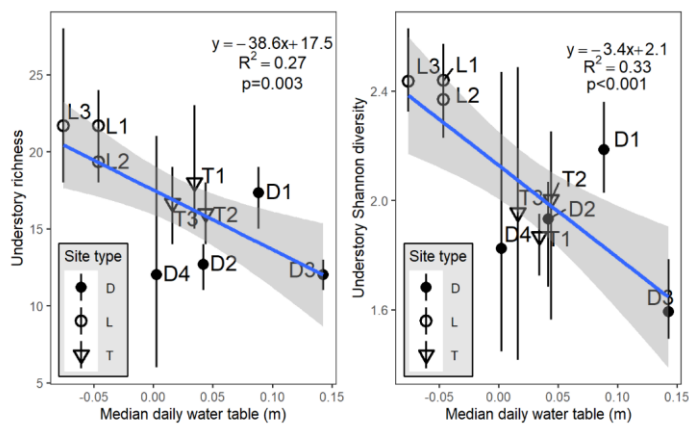 y = −38.6x+17.5
R² = 0.27
p=0.003
L3
L1
L2
T1
T3
T2
D1
D4
D2
D3
25
20
15
10
5
Understory richness
Site type
D
L
T
-0.05
0.00
0.05
0.10
0.15
Median daily water table (m)
y = −3.4x+2.1
R² = 0.33
p<0.001
L3
L1
L2
D1
T2
T3
D2
D4
T1
D3
2.4
2.0
1.6
Understory Shannon diversity
Site type
D
L
T
-0.05
0.00
0.05
0.10
0.15
Median daily water table (m)